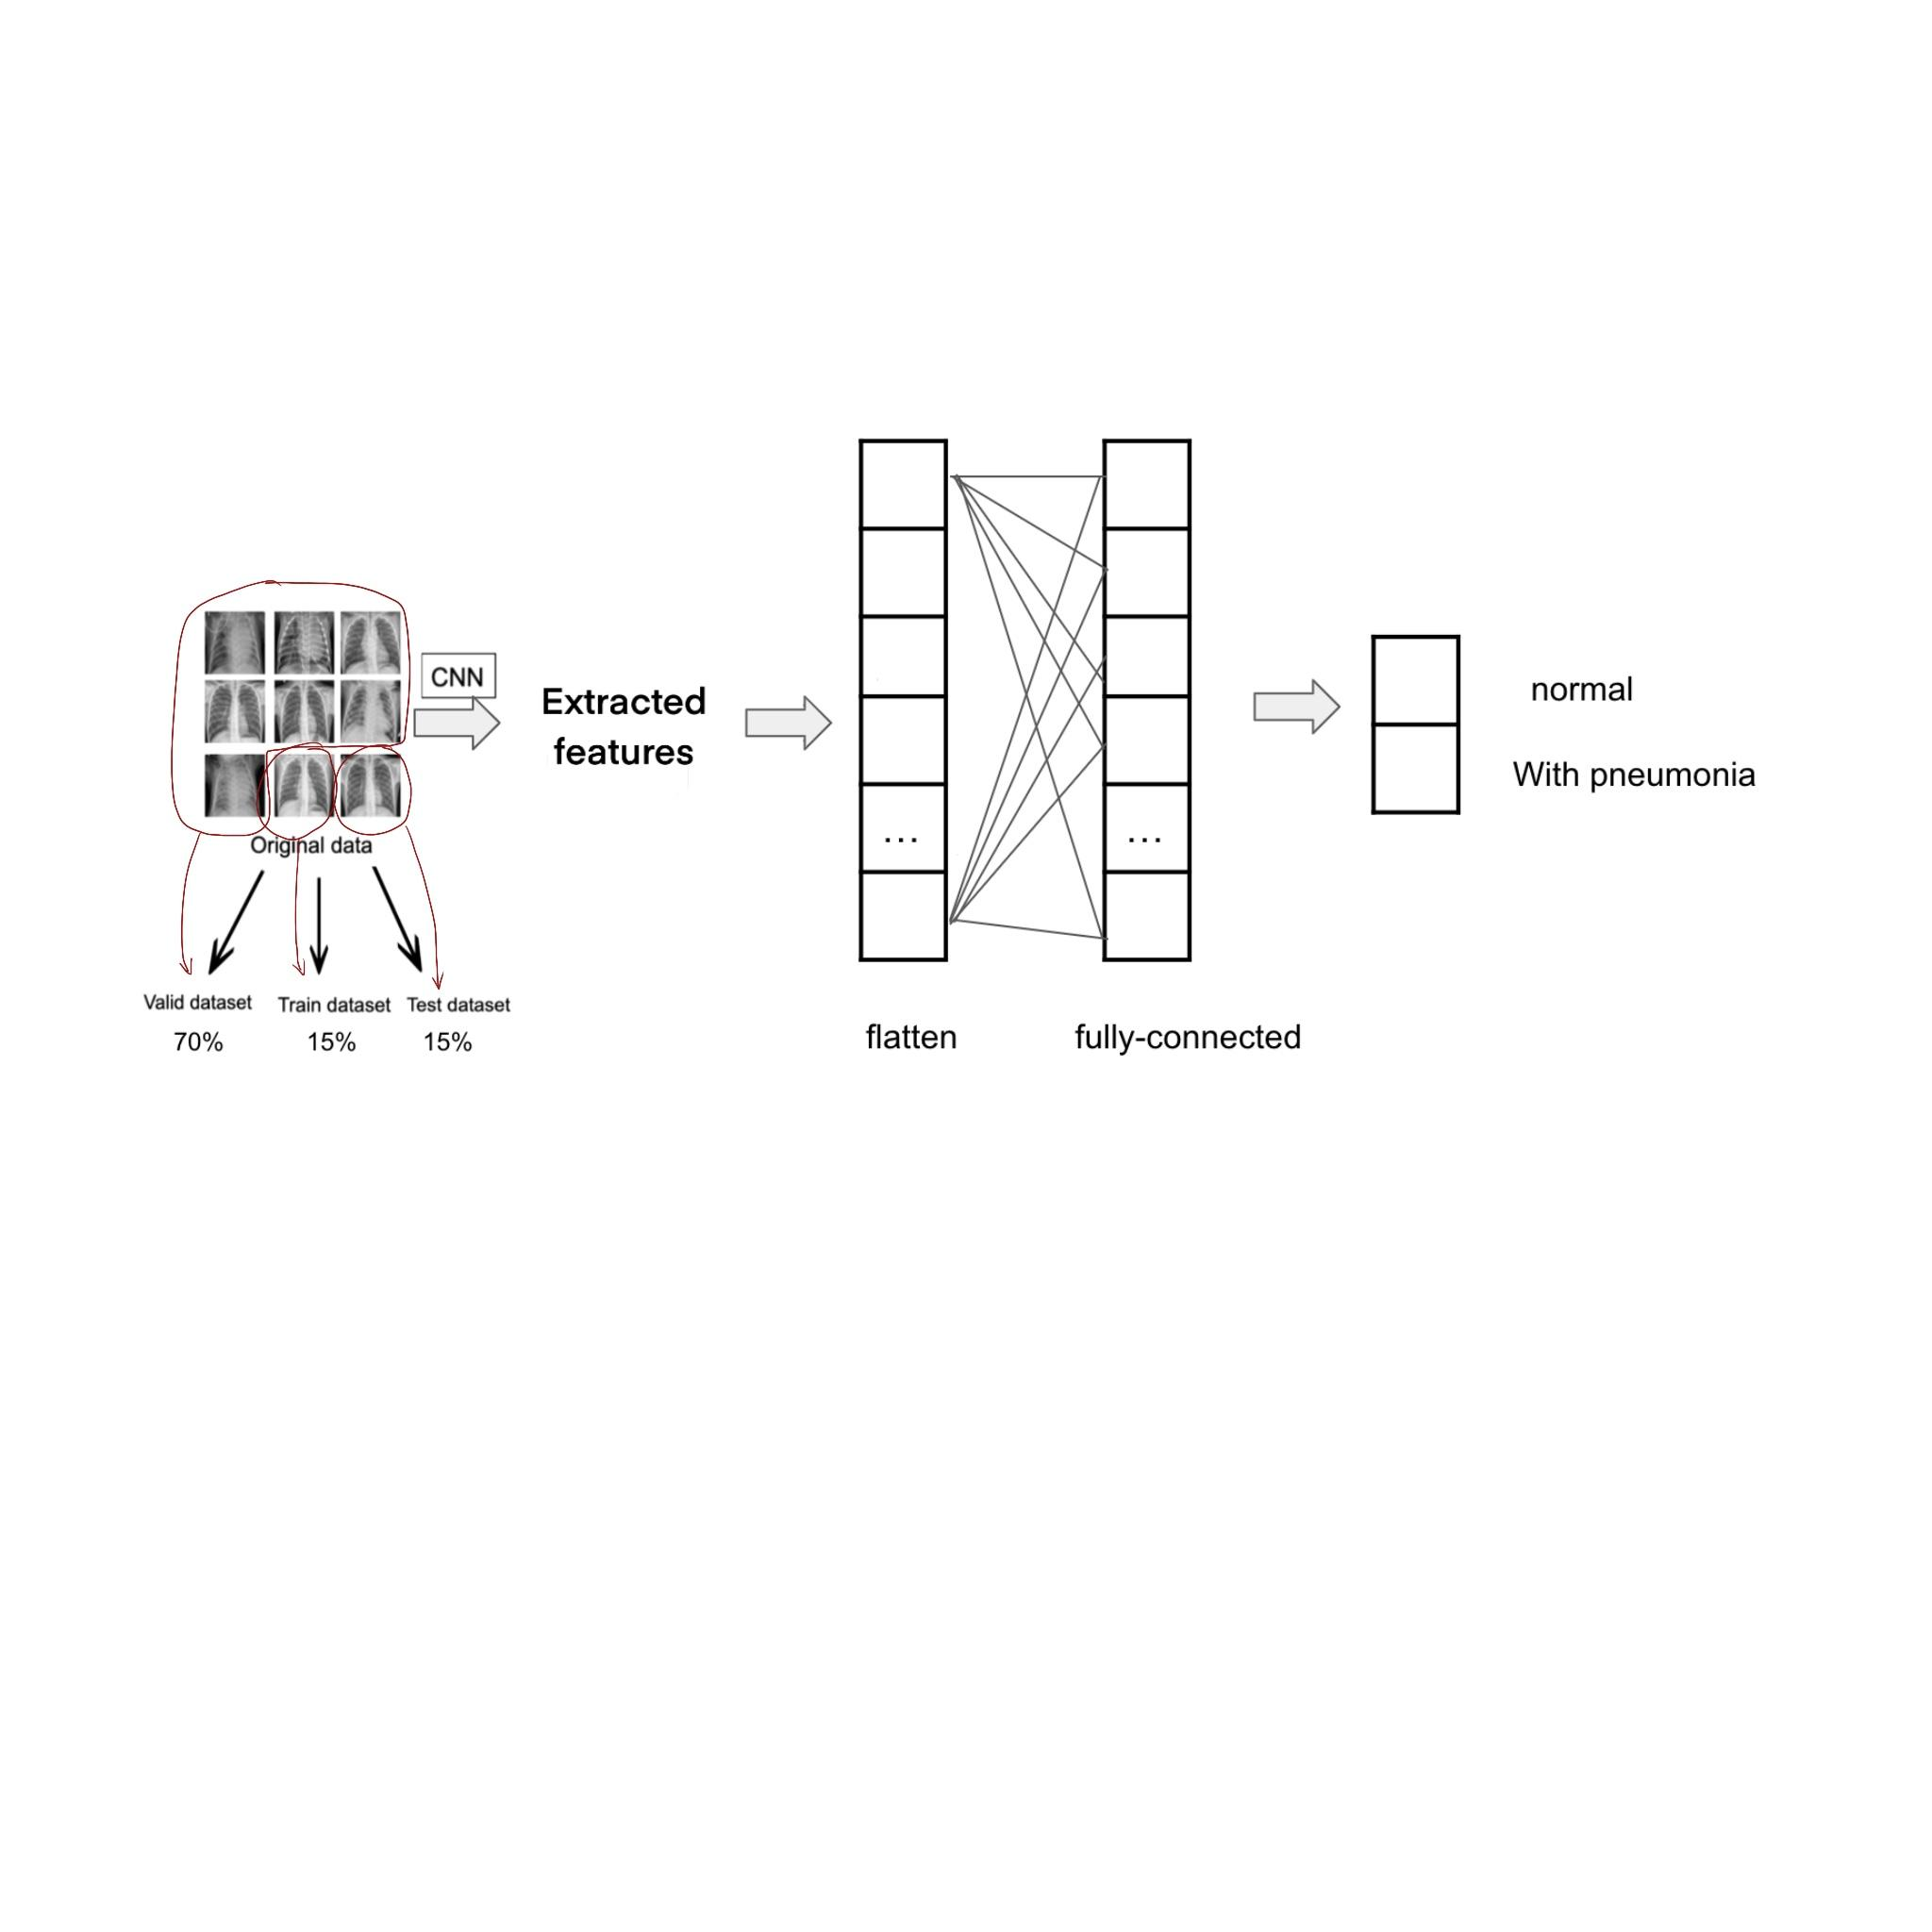 CNN
Extracted
features
Original data
Valid dataset
Train dataset
Test dataset
70%
15%
15%
...
...
flatten
fully-connected
normal
With pneumonia